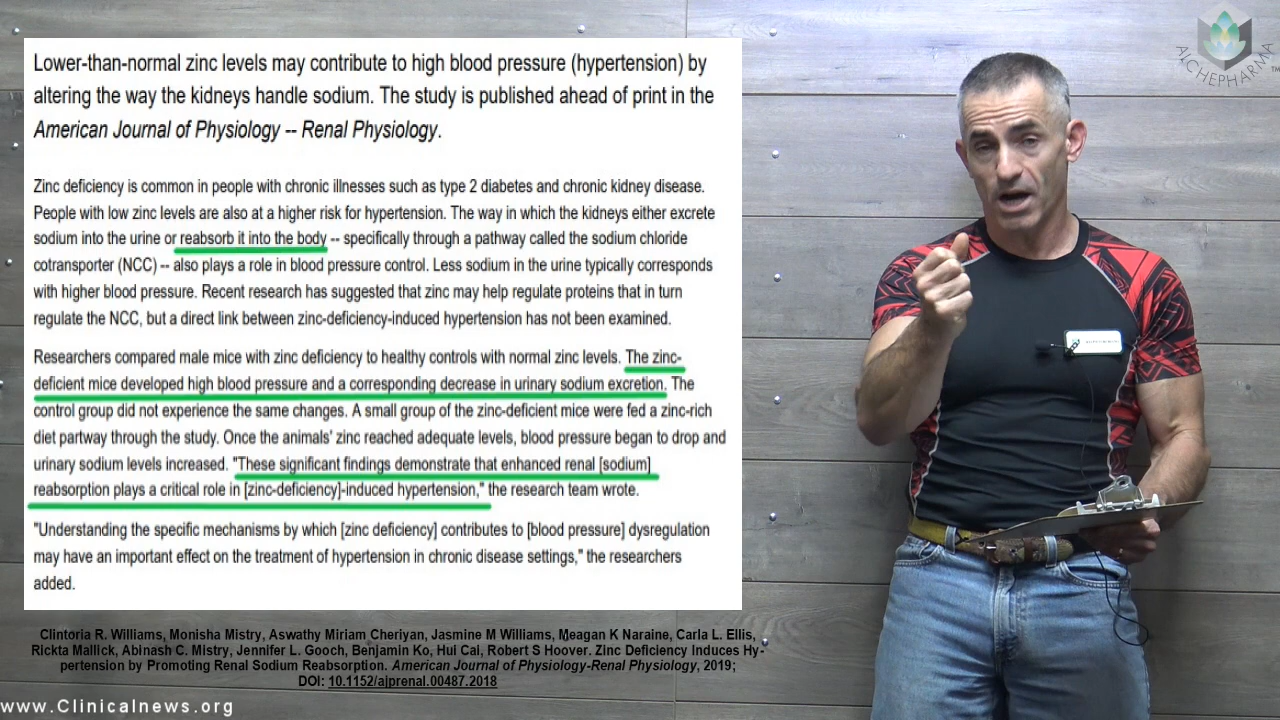 Lower-than-normal zinc levels may contribute to high blood pressure (hypertension) by
altering the way the kidneys handle sodium. The study is published ahead of print in the
American Journal of Physiology -- Renal Physiology.
Zinc deficiency is common in people with chronic illnesses such as type 2 diabetes and chronic kidney disease.
People with low zinc levels are also at a higher risk for hypertension. The way in which the kidneys either excrete
sodium into the urine or reabsorb it into the body -- specifically through a pathway called the sodium chloride
cotransporter (NCC) -- also plays a role in blood pressure control. Less sodium in the urine typically corresponds
with higher blood pressure. Recent research has suggested that zinc may help regulate proteins that in turn
regulate the NCC, but a direct link between zinc-deficiency-induced hypertension has not been examined.
Researchers compared male mice with zinc deficiency to healthy controls with normal zinc levels. The zinc-
deficient mice developed high blood pressure and a corresponding decrease in urinary sodium excretion. The
control group did not experience the same changes. A small group of the zinc-deficient mice were fed a zinc-rich
diet partway through the study. Once the animals' zinc reached adequate levels, blood pressure began to drop and
urinary sodium levels increased. "These significant findings demonstrate that enhanced renal [sodium]
reabsorption plays a critical role in [zinc-deficiency]-induced hypertension," the research team wrote.
"Understanding the specific mechanisms by which [zinc deficiency] contributes to [blood pressure] dysregulation
may have an important effect on the treatment of hypertension in chronic disease settings," the researchers
added.
Clintoria R. Williams, Monisha Mistry, Aswathy Miriam Cheriyan, Jasmine M Williams, Meagan K Naraine, Carla L. Ellis,
Rickta Mallick, Abinash C. Mistry, Jennifer L. Gooch, Benjamin Ko, Hui Cai, Robert S Hoover. Zinc Deficiency Induces Hy-
pertension by Promoting Renal Sodium Reabsorption. American Journal of Physiology-Renal Physiology, 2019;
DOI: 10.1152/ajprenal.00487.2018
www.Clinicalnews.org
ALCHEPHARMA™